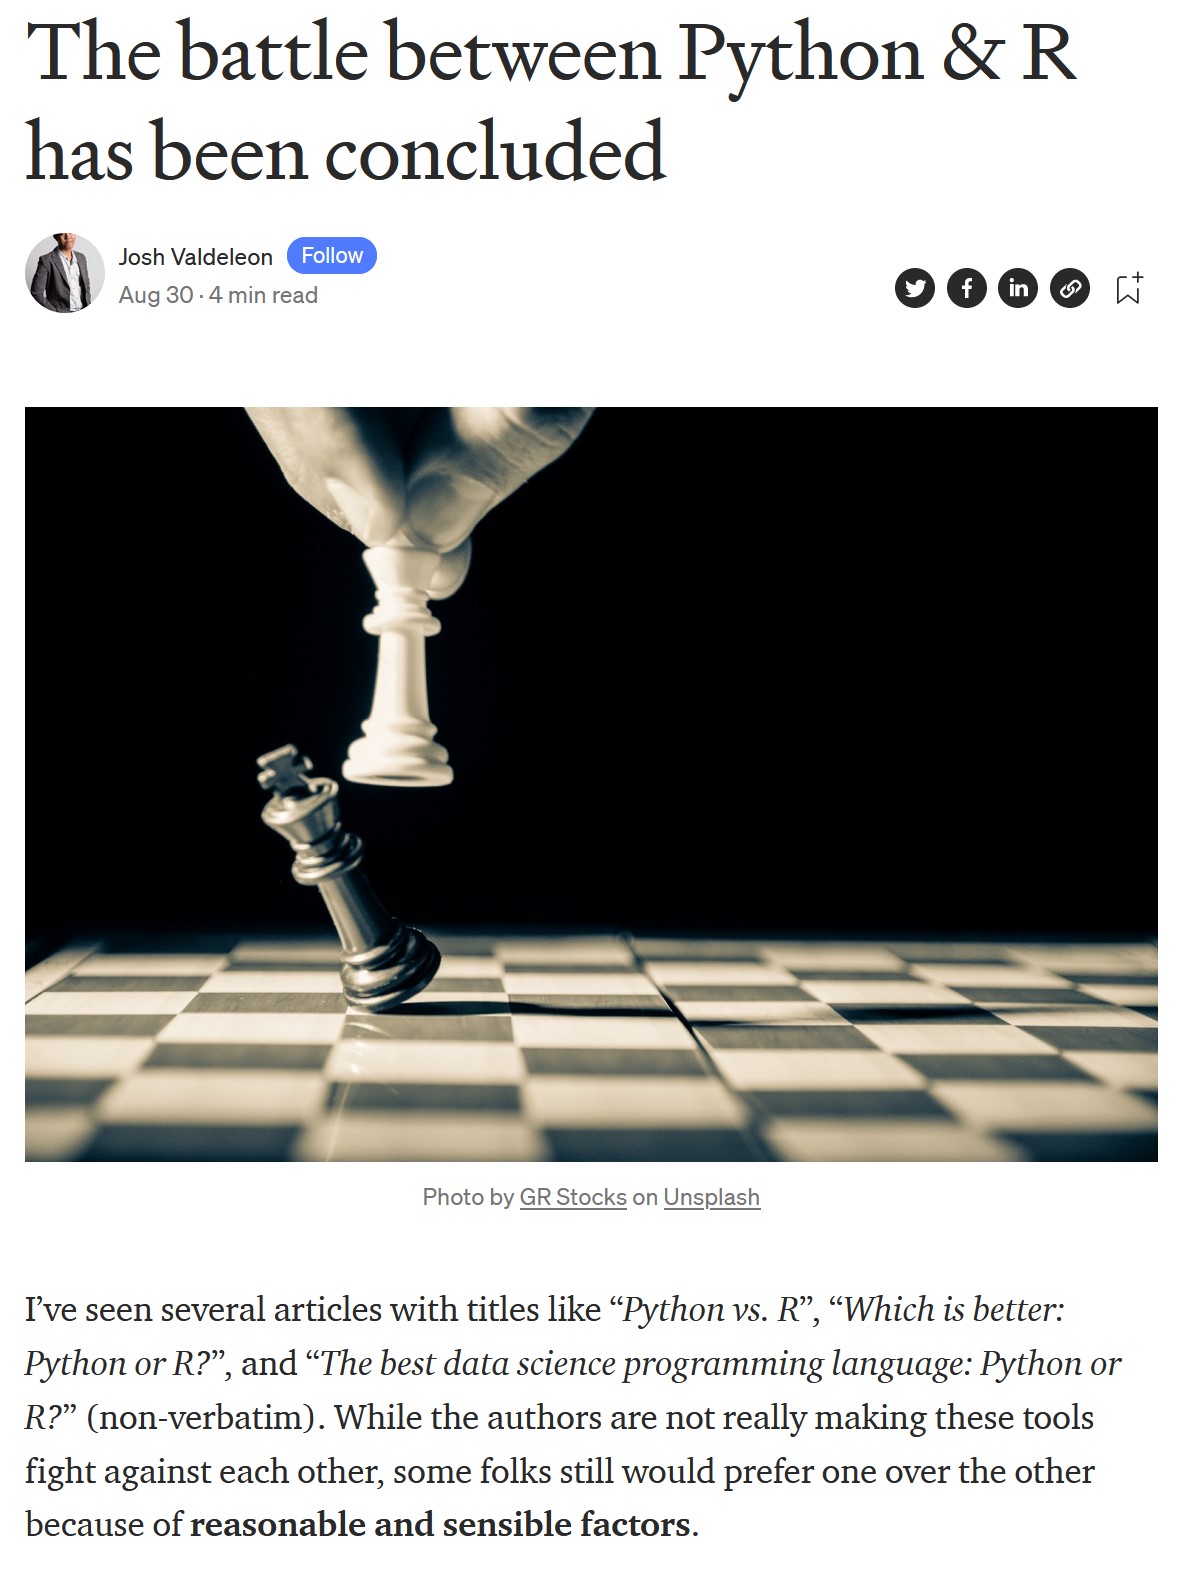 The battle between Python & R
has been concluded
Josh Valdeleon Follow
Aug 30 · 4 min read
Photo by GR Stocks on Unsplash
I’ve seen several articles with titles like “Python vs. R”, “Which is better:
Python or R?”, and “The best data science programming language: Python or
R?” (non-verbatim). While the authors are not really making these tools
fight against each other, some folks still would prefer one over the other
because of reasonable and sensible factors.